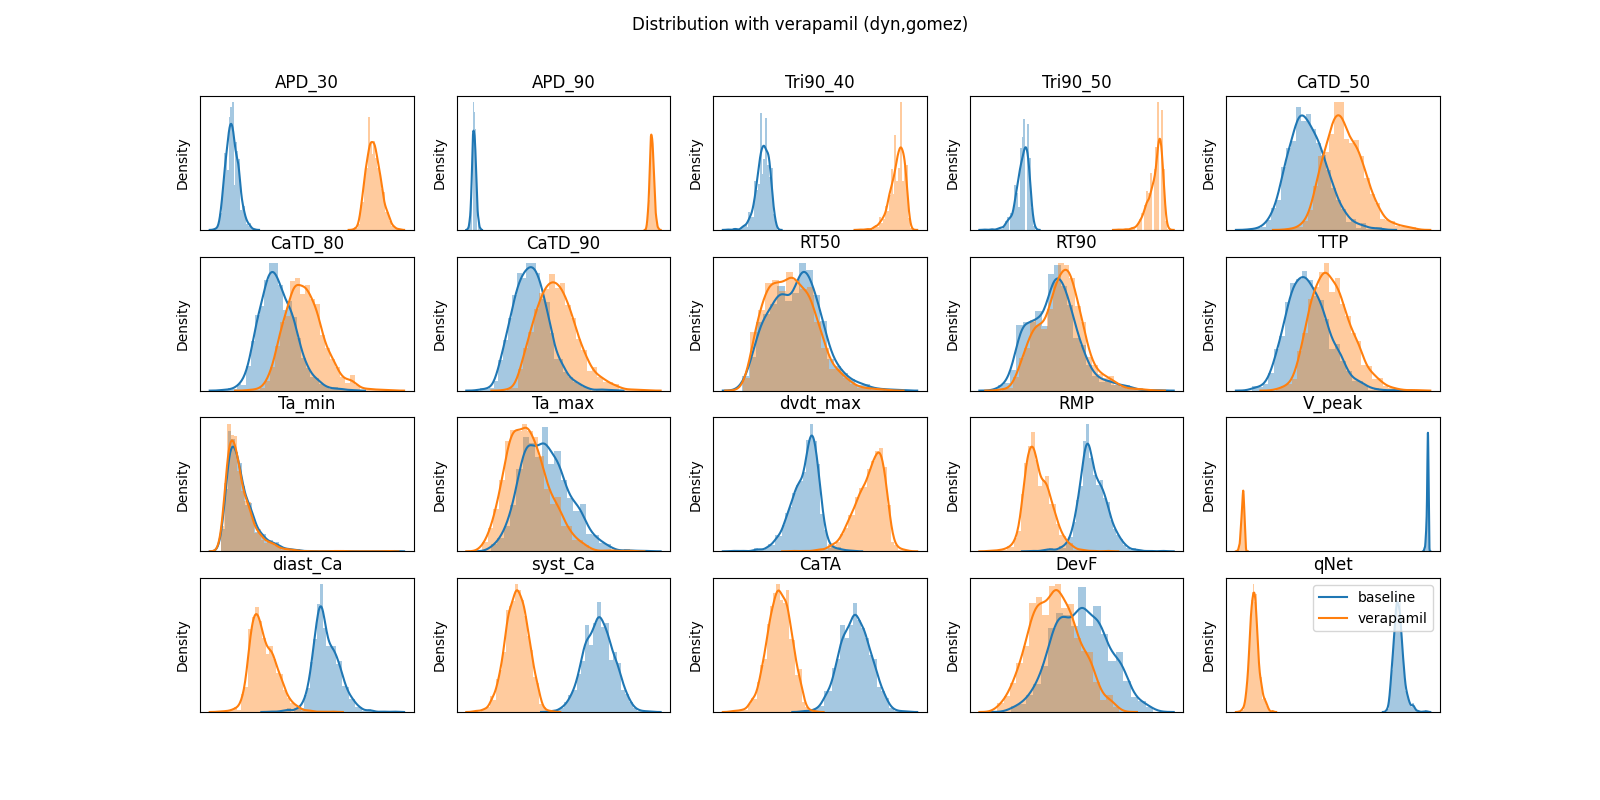 Distribution with verapamil (dyn,gomez)
APD_30
APD_90
Tri90_40
Tri90_50
CaTD_50
Density
Density
Density
Density
Density
CaTD_80
CaTD_90
RT50
RT90
TTP
Density
Density
Density
Density
Density
Ta_min
Ta_max
dvdt_max
RMP
V_peak
Density
Density
Density
Density
Density
diast_Ca
syst_Ca
CaTA
DevF
qNet
Density
Density
Density
Density
Density
baseline
verapamil